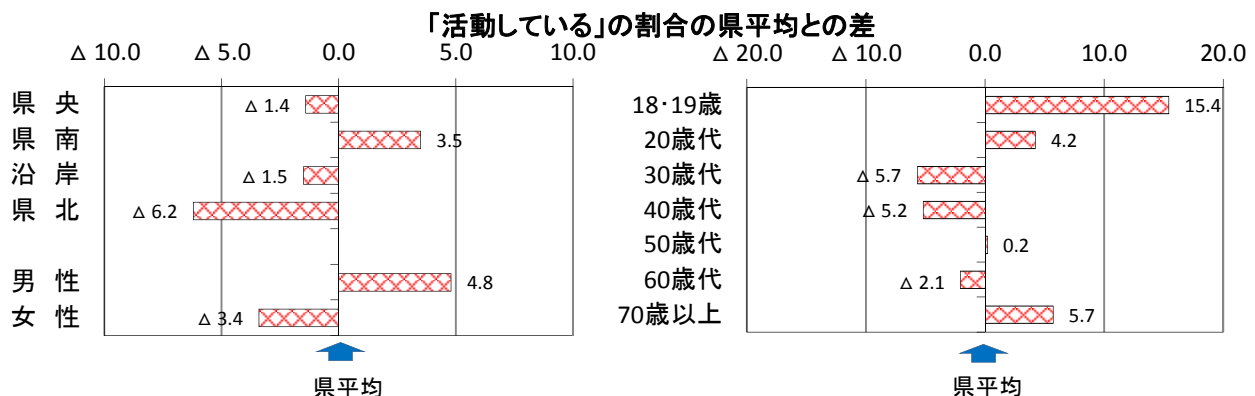 「活動している」の割合の県平均との差
△ 10.0 △ 5.0 0.0 5.0 10.0
県 央 △ 1.4
県 南 3.5
沿 岸 △ 1.5
県 北 △ 6.2
男 性 4.8
女 性 △ 3.4
県平均
△ 20.0 △ 10.0 0.0 10.0 20.0
18･19歳 15.4
20歳代 4.2
30歳代 △ 5.7
40歳代 △ 5.2
50歳代 0.2
60歳代 △ 2.1
70歳以上 5.7
県平均